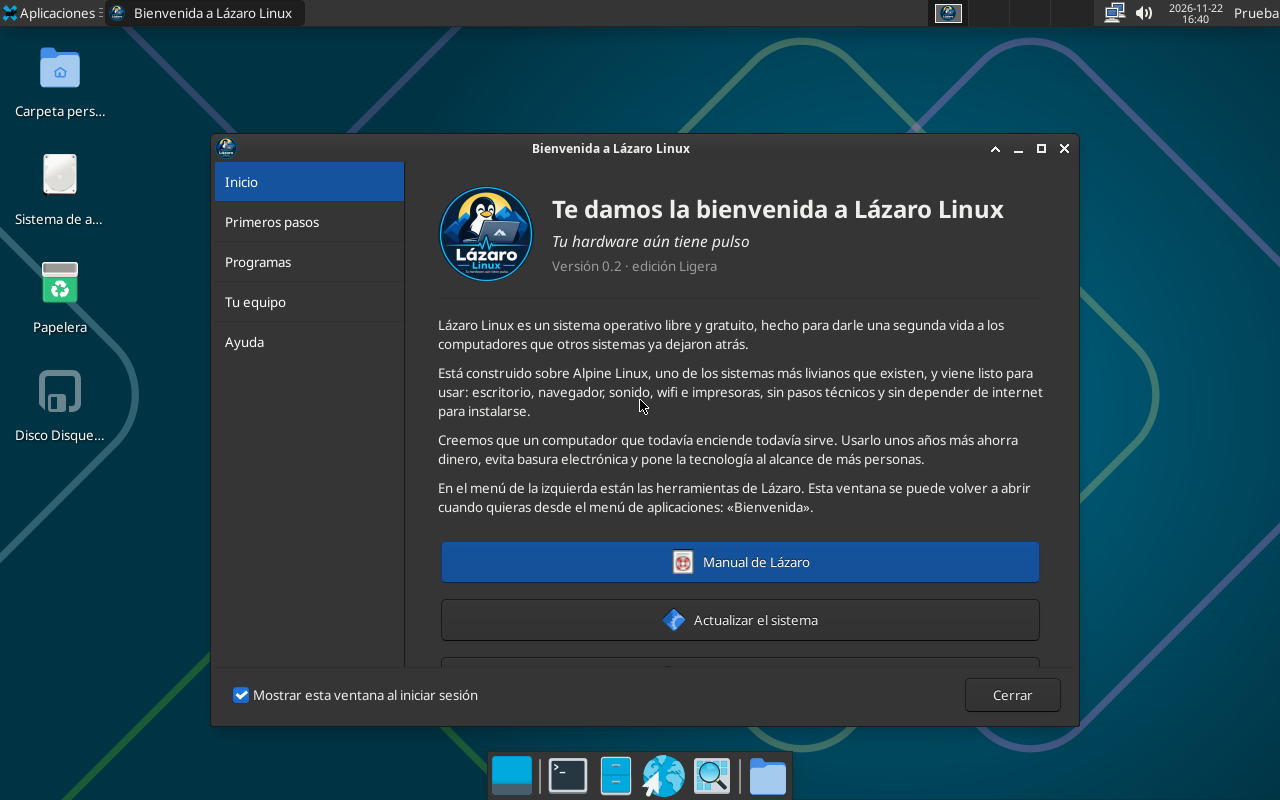 Aplicaciones
Bienvenida a Lázaro Linux
2026-11-22
16:40
Prueba
Carpeta pers...
Sistema de a...
Papelera
Disco Disque...
Bienvenida a Lázaro Linux
Inicio
Primeros pasos
Programas
Tu equipo
Ayuda
Lázaro
Linux
Tu hardware aún tiene pulso
Te damos la bienvenida a Lázaro Linux
Tu hardware aún tiene pulso
Versión 0.2 · edición Ligera
Lázaro Linux es un sistema operativo libre y gratuito, hecho para darle una segunda vida a los
computadores que otros sistemas ya dejaron atrás.
Está construido sobre Alpine Linux, uno de los sistemas más livianos que existen, y viene listo para
usar: escritorio, navegador, sonido, wifi e impresoras, sin pasos técnicos y sin depender de internet
para instalarse.
Creemos que un computador que todavía enciende todavía sirve. Usarlo unos años más ahorra
dinero, evita basura electrónica y pone la tecnología al alcance de más personas.
En el menú de la izquierda están las herramientas de Lázaro. Esta ventana se puede volver a abrir
cuando quieras desde el menú de aplicaciones: «Bienvenida».
Manual de Lázaro
Actualizar el sistema
Mostrar esta ventana al iniciar sesión
Cerrar